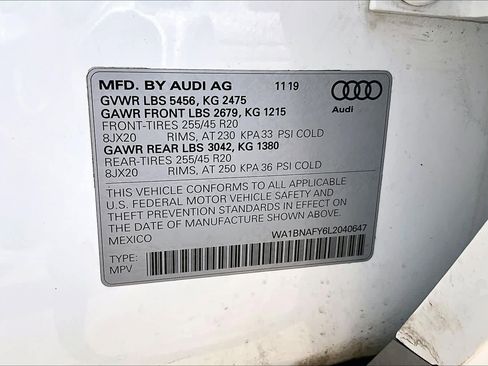 MFD. BY AUDI AG 11 19
GVWR LBS 5456, KG 2475
GAWR FRONT LBS 2679, KG 1215
FRONT-TIRES 255/45 R20
8JX20 RIMS, AT 230 KPA 33 PSI COLD
GAWR REAR LBS 3042, KG 1380
REAR-TIRES 255/45 R20
8JX20 RIMS, AT 250 KPA 36 PSI COLD
Audi
THIS VEHICLE CONFORMS TO ALL APPLICABLE
U.S. FEDERAL MOTOR VEHICLE SAFETY AND
THEFT PREVENTION STANDARDS IN EFFECT ON
THE DATE OF MANUFACTURE SHOWN ABOVE.
MEXICO
WA1BNAFY6L2040647
TYPE:
MPV